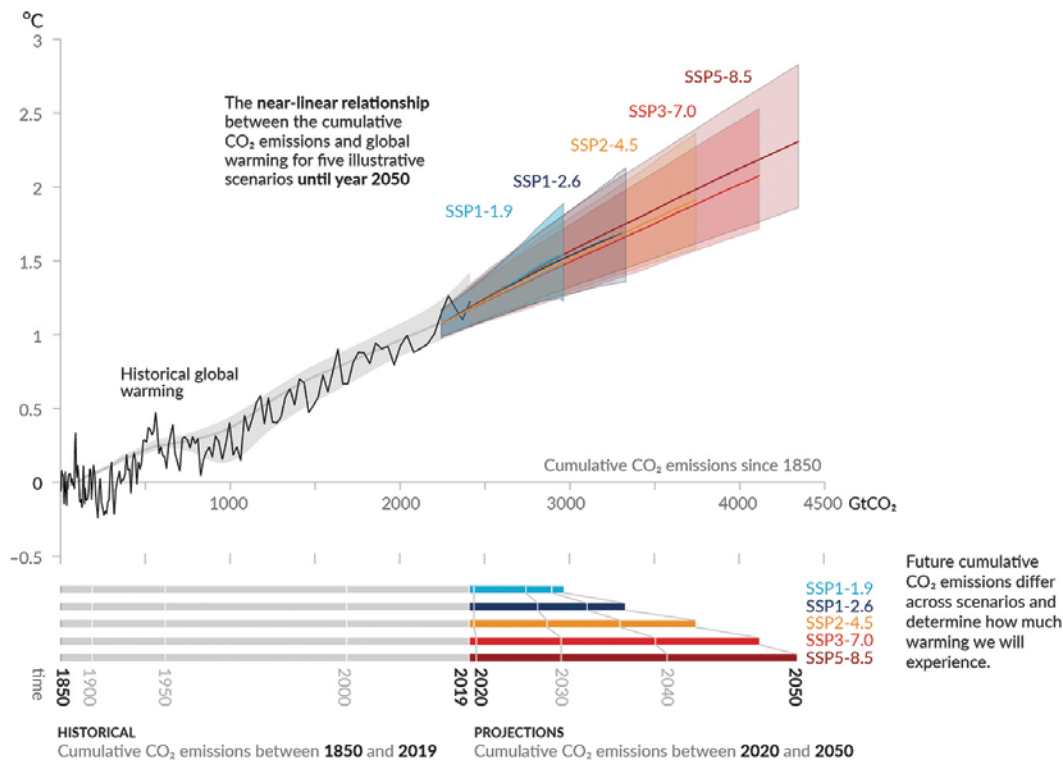 °C
3
2.5
2
1.5
1
0.5
0
−0.5
The near-linear relationship
between the cumulative
CO₂ emissions and global
warming for five illustrative
scenarios until year 2050
SSP5-8.5
SSP3-7.0
SSP2-4.5
SSP1-2.6
SSP1-1.9
Historical global
warming
Cumulative CO₂ emissions since 1850
1000
2000
3000
4000
4500
GtCO₂
SSP1-1.9
SSP1-2.6
SSP2-4.5
SSP3-7.0
SSP5-8.5
Future cumulative
CO₂ emissions differ
across scenarios and
determine how much
warming we will
experience.
time
1850
1900
1950
2000
2019
2020
2030
2040
2050
HISTORICAL
Cumulative CO₂ emissions between 1850 and 2019
PROJECTIONS
Cumulative CO₂ emissions between 2020 and 2050